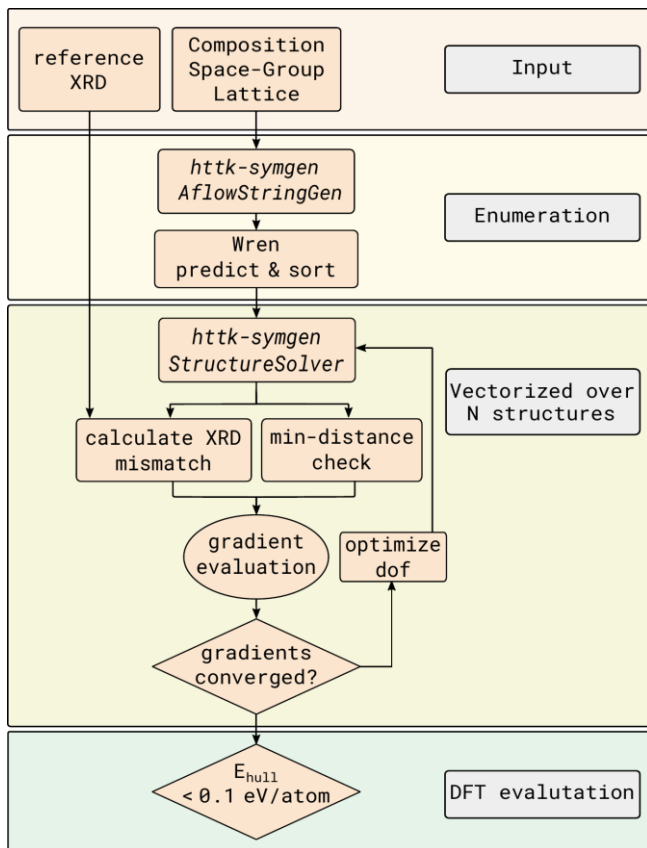 reference
XRD
Composition
Space-Group
Lattice
Input
httk-symgen
AflowStringGen
Enumeration
Wren
predict & sort
httk-symgen
StructureSolver
Vectorized over
N structures
calculate XRD
mismatch
min-distance
check
gradient
evaluation
optimize
dof
gradients
converged?
E_hull
< 0.1 eV/atom
DFT evalutation